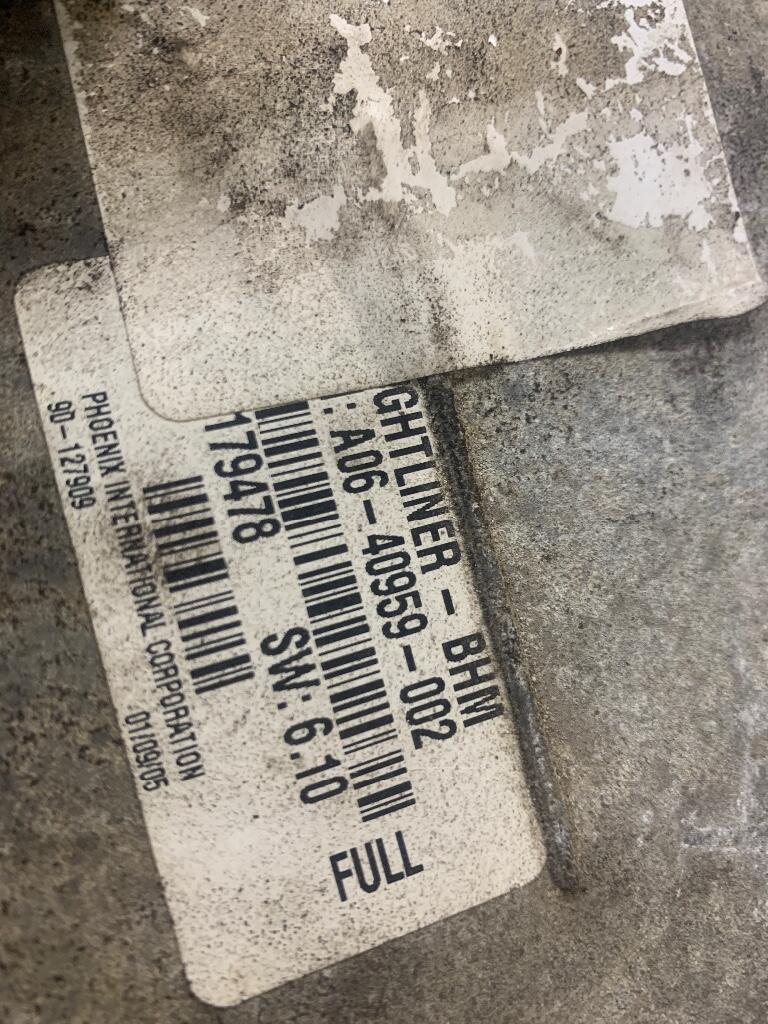 GHTLINER - BHM
: A06-40959-002
179478 SW: 6.10
FULL
PHOENIX INTERNATIONAL CORPORATION
90-127909 01/09/05